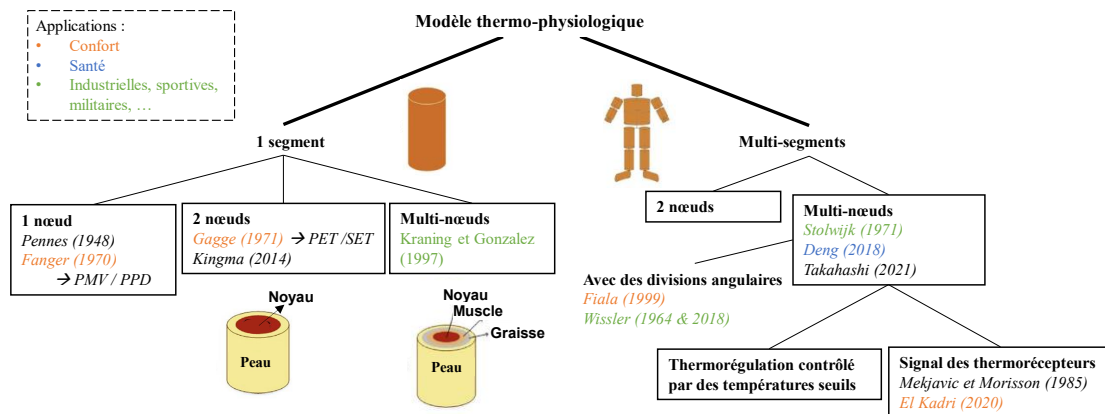 Modèle thermo-physiologique
Applications :
• Confort
• Santé
• Industrielles, sportives,
militaires, …
1 segment
Multi-segments
1 nœud
Pennes (1948)
Fanger (1970)
→ PMV / PPD
2 nœuds
Gagge (1971) → PET /SET
Kingma (2014)
Multi-nœuds
Kraning et Gonzalez
(1997)
2 nœuds
Multi-nœuds
Stolwijk (1971)
Deng (2018)
Takahashi (2021)
Avec des divisions angulaires
Fiala (1999)
Wissler (1964 & 2018)
Noyau
Peau
Noyau
Muscle
Graisse
Peau
Thermorégulation contrôlé
par des températures seuils
Signal des thermorécepteurs
Mekjavic et Morisson (1985)
El Kadri (2020)